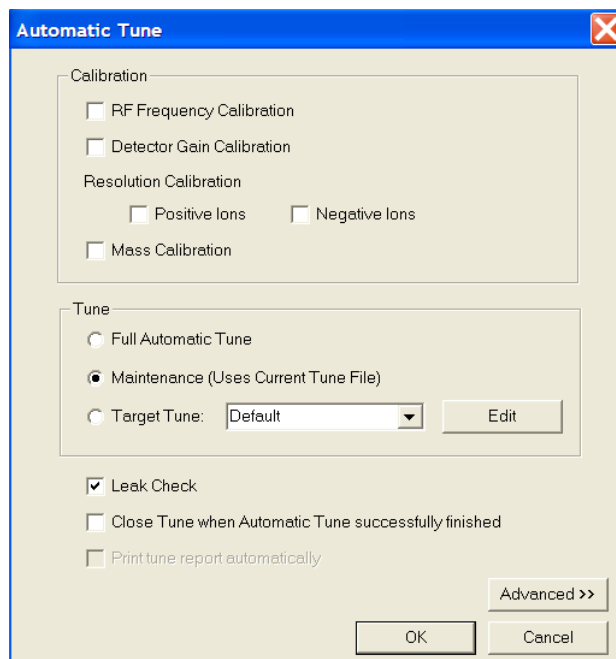 Automatic Tune
Calibration
RF Frequency Calibration
Detector Gain Calibration
Resolution Calibration
Positive Ions Negative Ions
Mass Calibration
Tune
Full Automatic Tune
Maintenance (Uses Current Tune File)
Target Tune: Default Edit
Leak Check
Close Tune when Automatic Tune successfully finished
Print tune report automatically
Advanced >>
OK Cancel